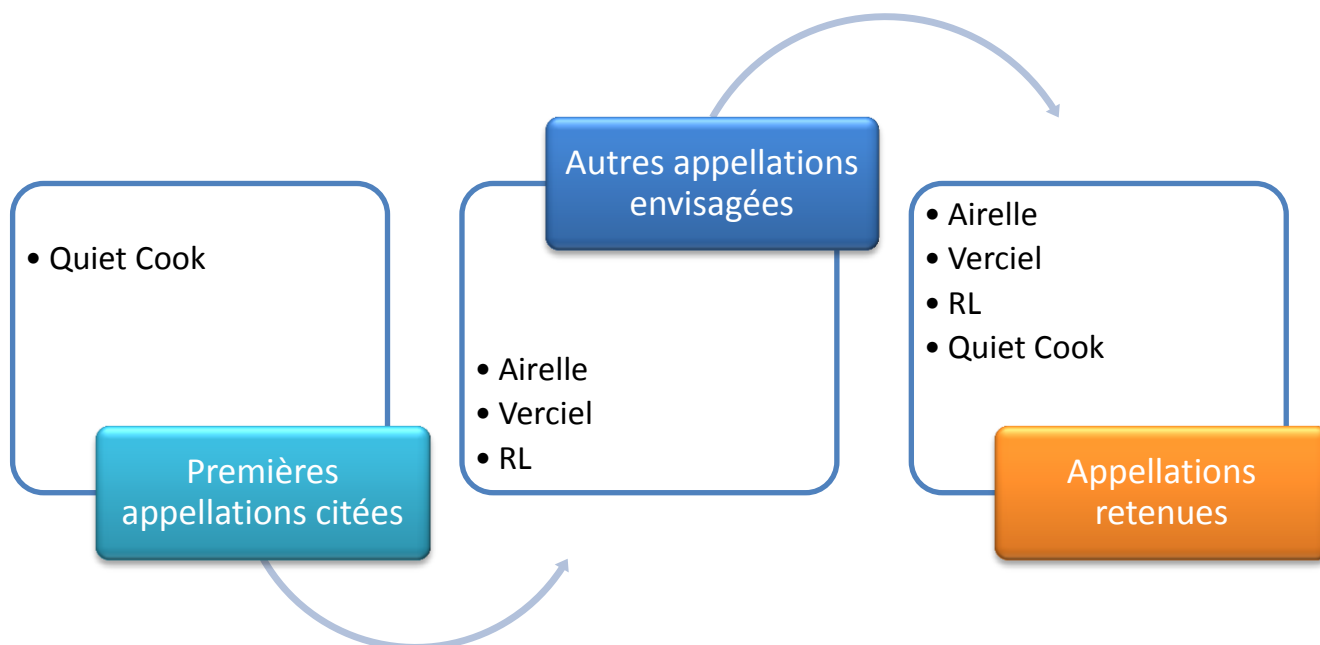 • Quiet Cook
Premières
appellations citées
Autres appellations
envisagées
• Airelle
• Verciel
• RL
• Airelle
• Verciel
• RL
• Quiet Cook
Appellations
retenues